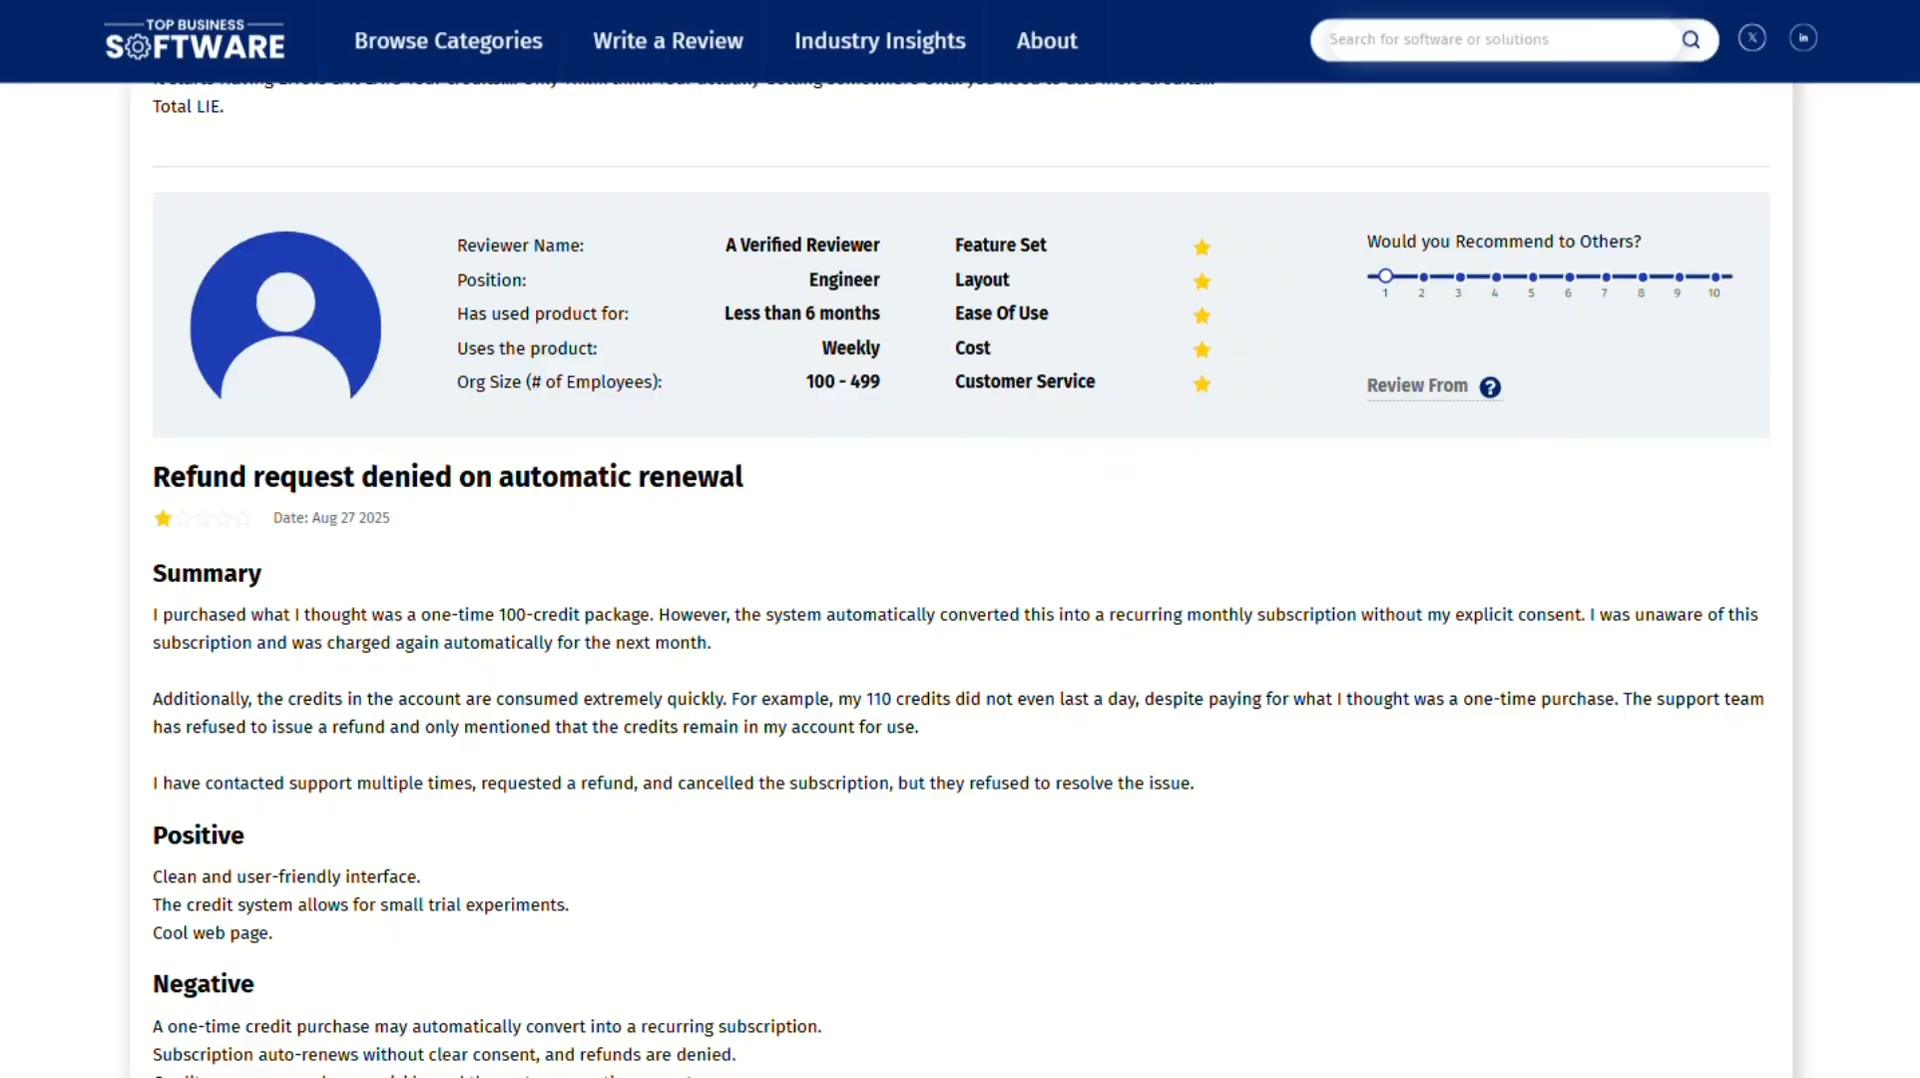 TOP BUSINESS
SOFTWARE
Browse Categories
Write a Review
Industry Insights
About
Search for software or solutions
Total LIE.
Reviewer Name: A Verified Reviewer
Position: Engineer
Has used product for: Less than 6 months
Uses the product: Weekly
Org Size (# of Employees): 100 - 499
Feature Set
Layout
Ease Of Use
Cost
Customer Service
Would you Recommend to Others?
1 2 3 4 5 6 7 8 9 10
Review From ?
Refund request denied on automatic renewal
Date: Aug 27 2025
Summary
I purchased what I thought was a one-time 100-credit package. However, the system automatically converted this into a recurring monthly subscription without my explicit consent. I was unaware of this
subscription and was charged again automatically for the next month.
Additionally, the credits in the account are consumed extremely quickly. For example, my 110 credits did not even last a day, despite paying for what I thought was a one-time purchase. The support team
has refused to issue a refund and only mentioned that the credits remain in my account for use.
I have contacted support multiple times, requested a refund, and cancelled the subscription, but they refused to resolve the issue.
Positive
Clean and user-friendly interface.
The credit system allows for small trial experiments.
Cool web page.
Negative
A one-time credit purchase may automatically convert into a recurring subscription.
Subscription auto-renews without clear consent, and refunds are denied.